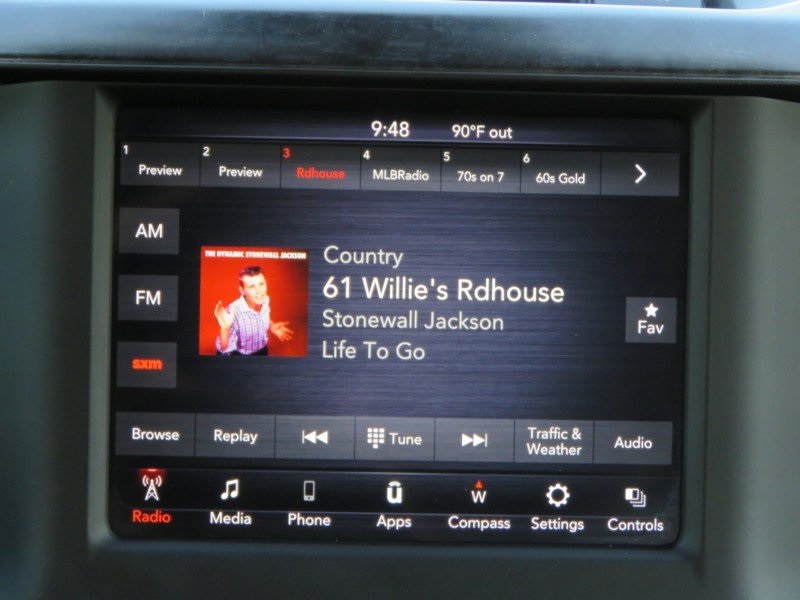 9:48 90°F out
1 Preview 2 Preview 3 Rdhouse 4 MLBRadio 5 70s on 7 6 60s Gold
AM
FM
sxm
THE DYNAMIC STONEWALL JACKSON
Country
61 Willie's Rdhouse
Stonewall Jackson
Life To Go
Fav
Browse Replay Tune Traffic & Weather Audio
W
Radio Media Phone Apps Compass Settings Controls